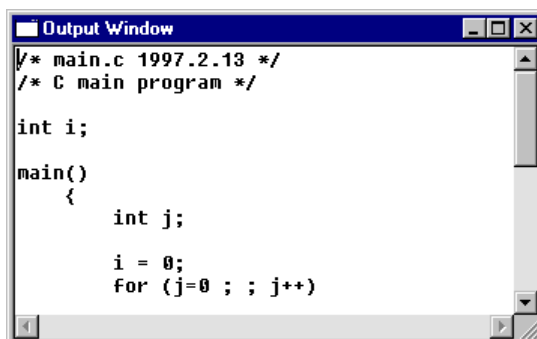 Output Window
/* main.c 1997.2.13 */
/* C main program */
int i;
main()
{
int j;
i = 0;
for (j=0 ; ; j++)